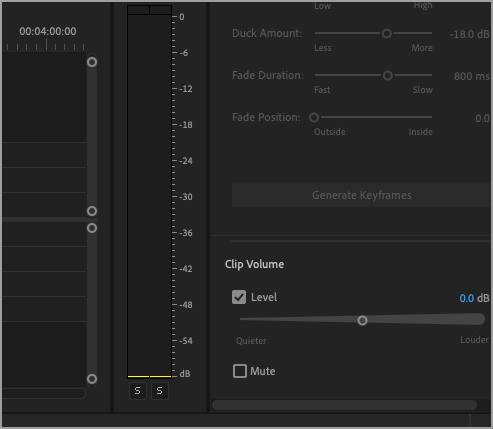 Low High
Duck Amount: -18.0 dB
Less More
Fade Duration: 800 ms
Fast Slow
Fade Position: 0.0
Outside Inside
Generate Keyframes
Clip Volume
Level 0.0 dB
Quieter Louder
Mute
00:04:00:00
0
-6
-12
-18
-24
-30
-36
-42
-48
-54
dB
S S